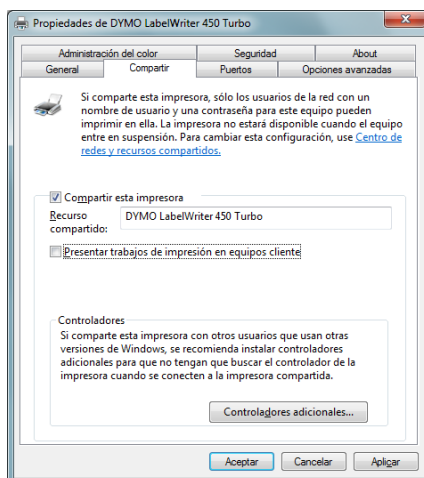 Propiedades de DYMO LabelWriter 450 Turbo
Administración del color Seguridad About
General Compartir Puertos Opciones avanzadas
Si comparte esta impresora, sólo los usuarios de la red con un
nombre de usuario y una contraseña para este equipo pueden
imprimir en ella. La impresora no estará disponible cuando el equipo
entre en suspensión. Para cambiar esta configuración, use Centro de
redes y recursos compartidos.
Compartir esta impresora
Recurso
compartido:
DYMO LabelWriter 450 Turbo
Presentar trabajos de impresión en equipos cliente
Controladores
Si comparte esta impresora con otros usuarios que usan otras
versiones de Windows, se recomienda instalar controladores
adicionales para que no tengan que buscar el controlador de la
impresora cuando se conecten a la impresora compartida.
Controladores adicionales...
Aceptar Cancelar Aplicar